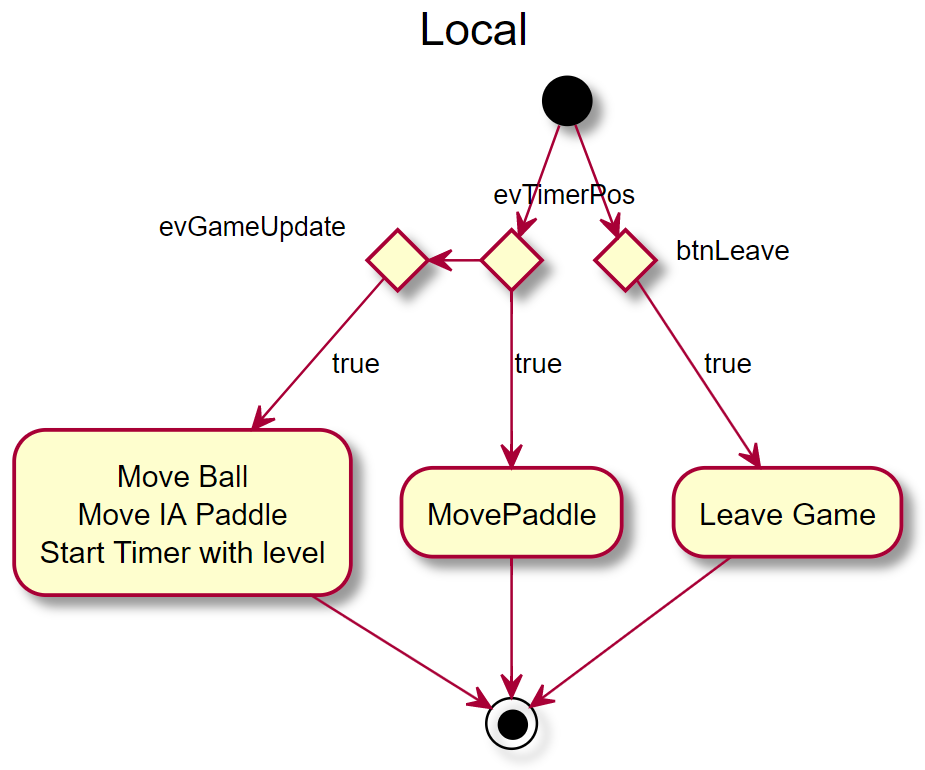 Local
evTimerPos
evGameUpdate
btnLeave
true
true
true
Move Ball
Move IA Paddle
Start Timer with level
MovePaddle
Leave Game